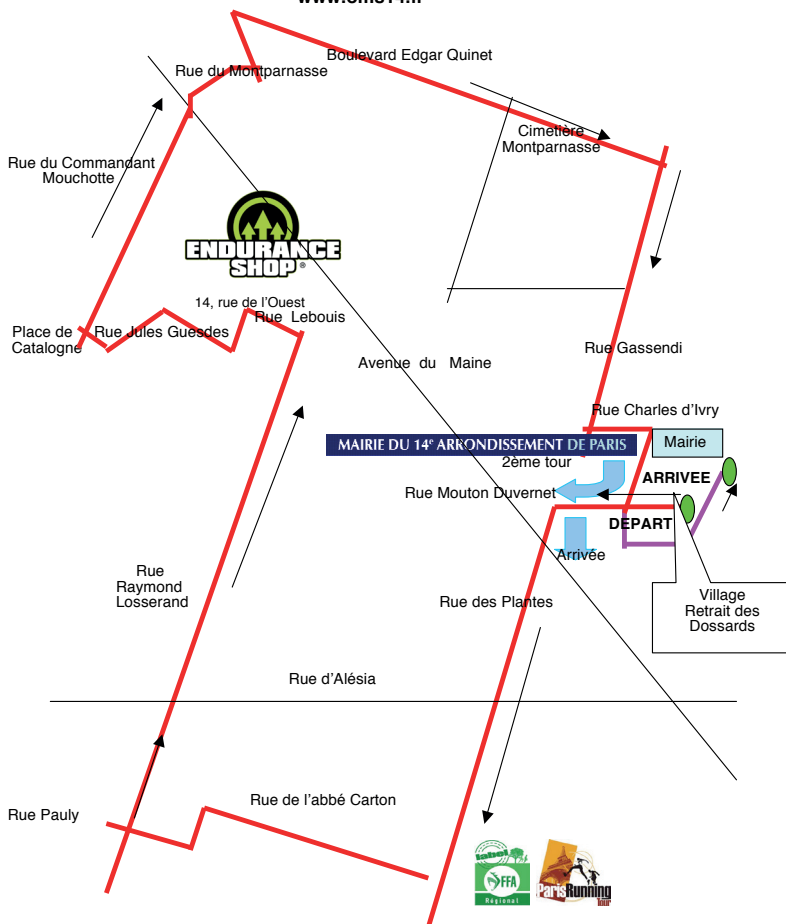 Boulevard Edgar Quinet
Rue du Montparnasse
Cimetière
Montparnasse
Rue du Commandant
Mouchotte
ENDURANCE
SHOP ®
14, rue de l'Ouest
Rue Lebouis
Place de
Catalogne
Rue Jules Guesdes
Rue Gassendi
Avenue du Maine
Rue Charles d'Ivry
MAIRIE DU 14e ARRONDISSEMENT DE PARIS
Mairie
2ème tour
ARRIVEE
Rue Mouton Duvernet
DEPART
Arrivée
Rue
Raymond
Losserand
Rue des Plantes
Village
Retrait des
Dossards
Rue d'Alésia
Rue de l'abbé Carton
Rue Pauly
label
FFA
Régional
ParisRunning
Tour